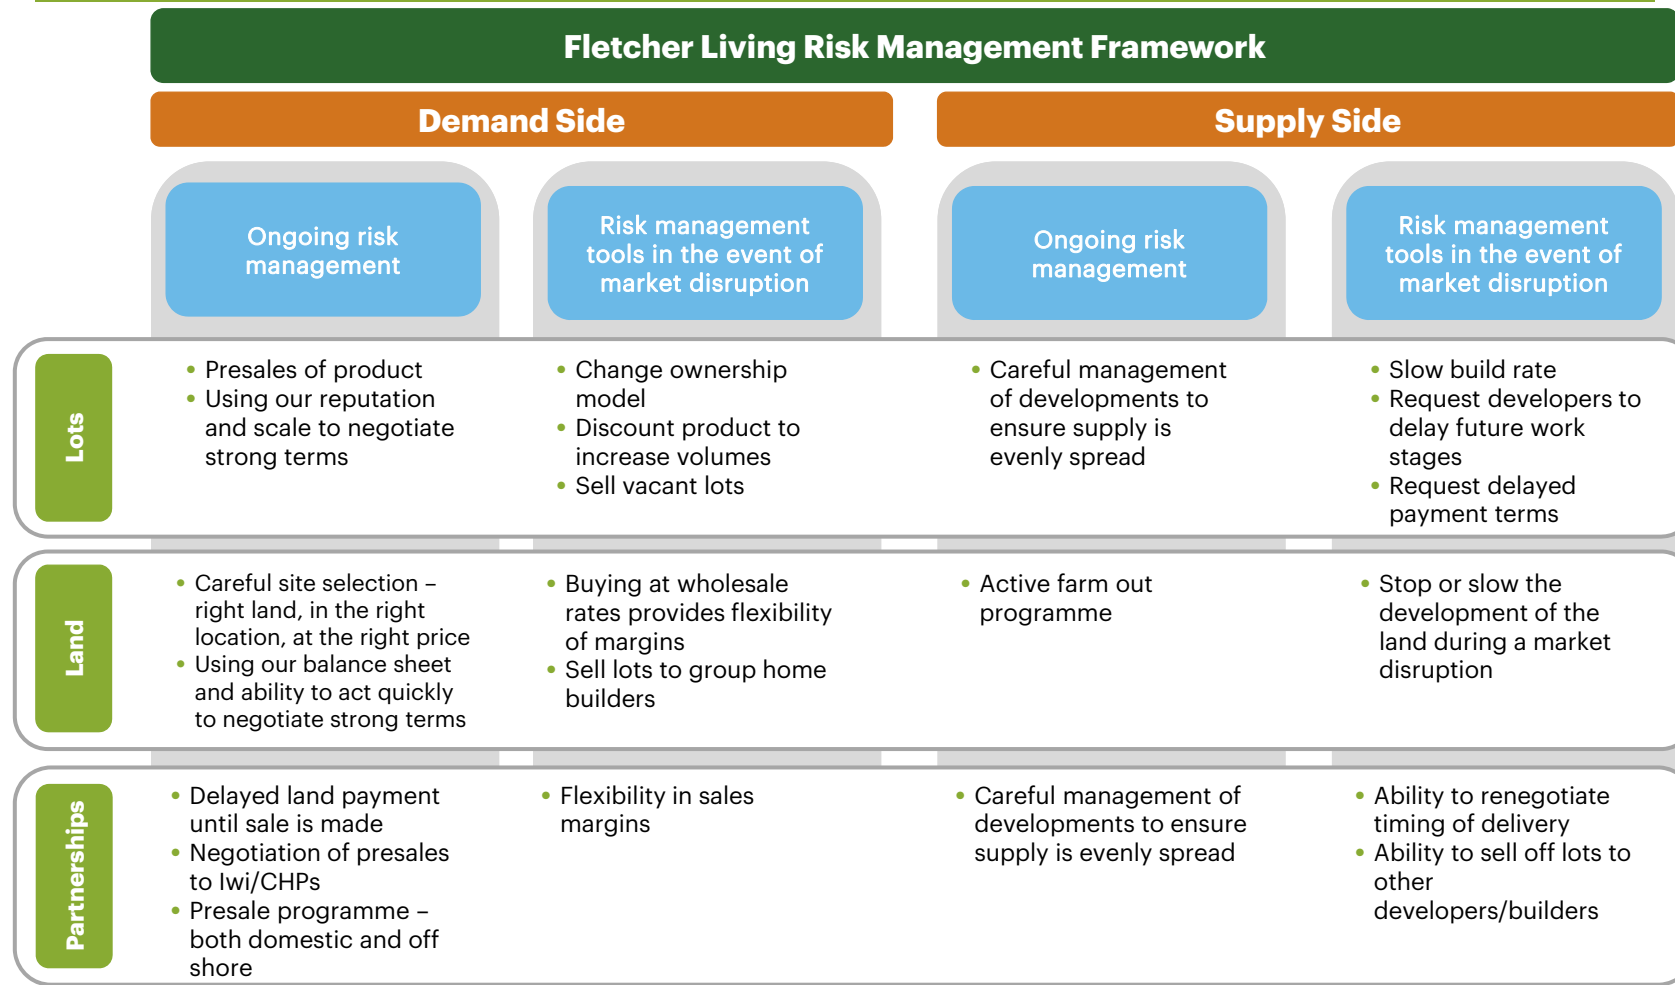 Fletcher Living Risk Management Framework
Demand Side
Supply Side
Ongoing risk
management
Risk management
tools in the event of
market disruption
Ongoing risk
management
Risk management
tools in the event of
market disruption
Lots
• Presales of product
• Using our reputation
and scale to negotiate
strong terms
• Change ownership
model
• Discount product to
increase volumes
• Sell vacant lots
• Careful management
of developments to
ensure supply is
evenly spread
• Slow build rate
• Request developers to
delay future work
stages
• Request delayed
payment terms
Land
• Careful site selection –
right land, in the right
location, at the right price
• Using our balance sheet
and ability to act quickly
to negotiate strong terms
• Buying at wholesale
rates provides flexibility
of margins
• Sell lots to group home
builders
• Active farm out
programme
• Stop or slow the
development of the
land during a market
disruption
Partnerships
• Delayed land payment
until sale is made
• Negotiation of presales
to Iwi/CHPs
• Presale programme –
both domestic and off
shore
• Flexibility in sales
margins
• Careful management of
developments to ensure
supply is evenly spread
• Ability to renegotiate
timing of delivery
• Ability to sell off lots to
other
developers/builders